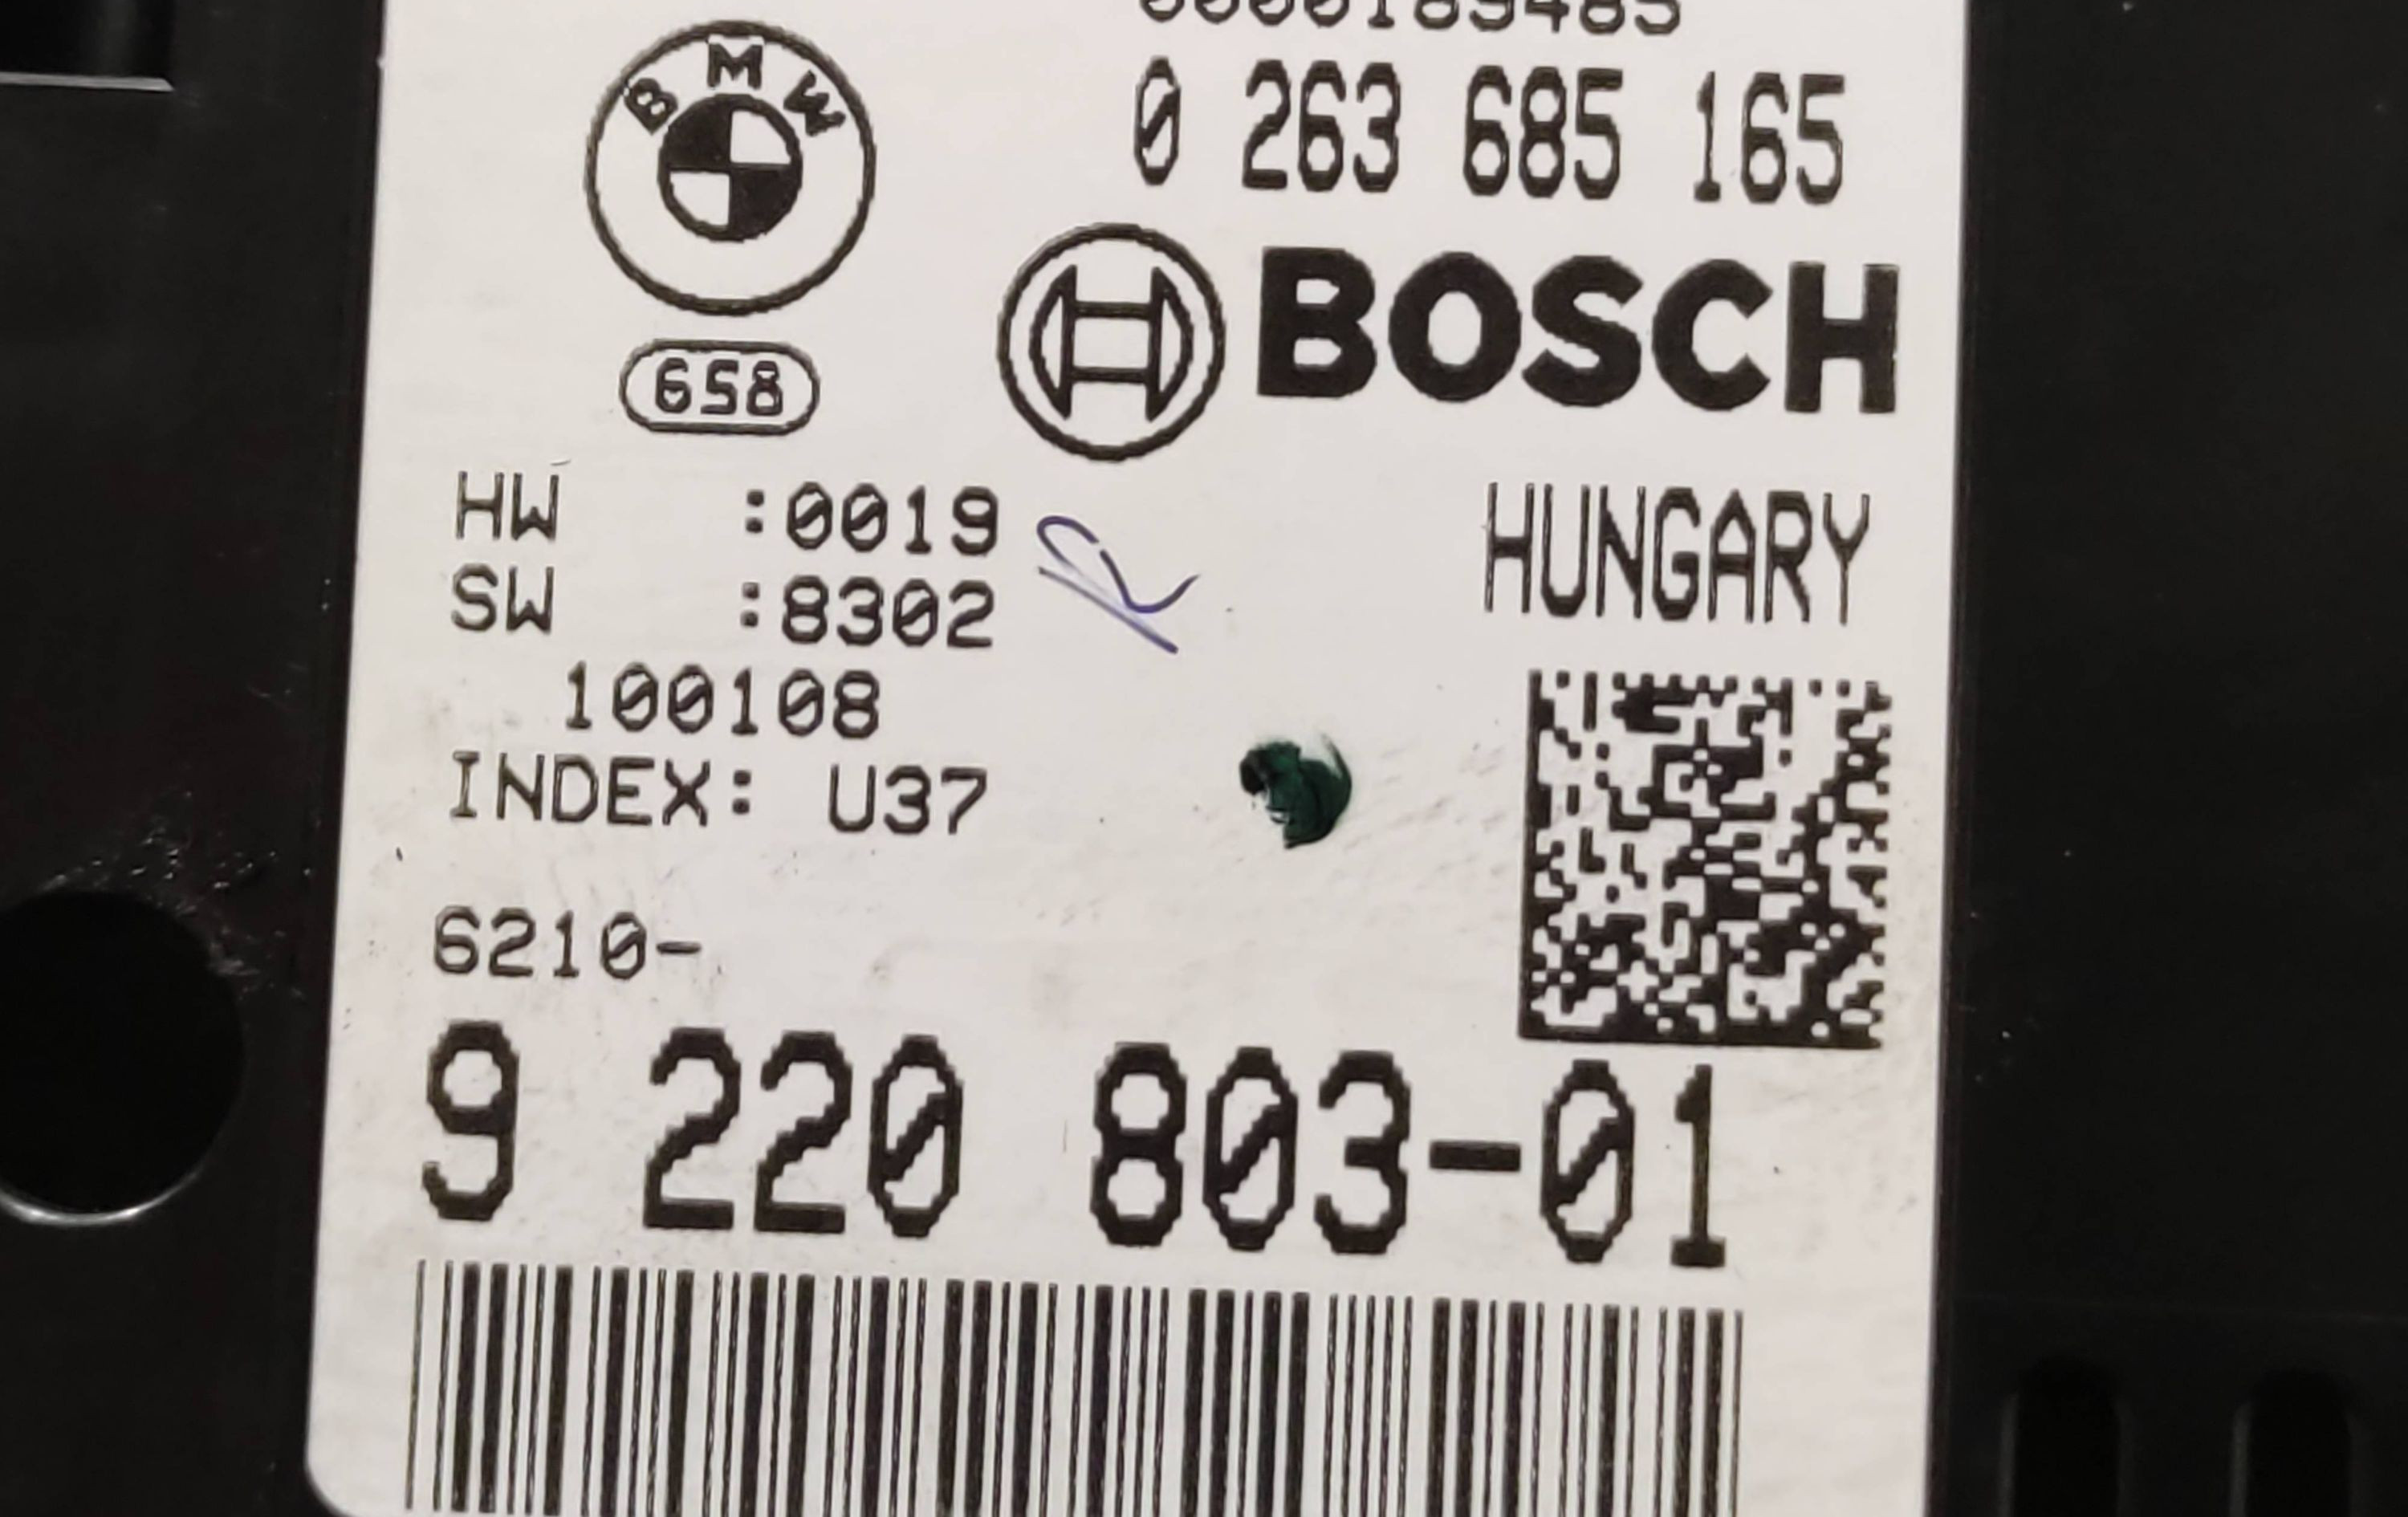 0000189485
0 263 685 165
BMW
BOSCH
658
HW :0019
HUNGARY
SW :8302
R
100108
INDEX: U37
6210-
9 220 803-01